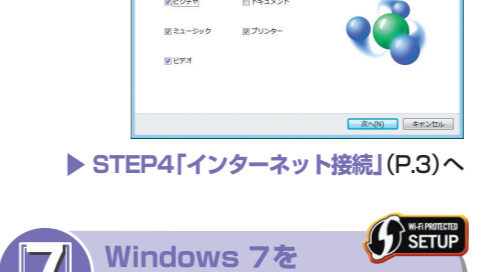 ピクチャ ドキュメント
ミュージック プリンター
ビデオ
次へ(N) キャンセル
▶ STEP4「インターネット接続」(P.3)へ
7 Windows 7を
Wi-Fi PROTECTED
SETUP